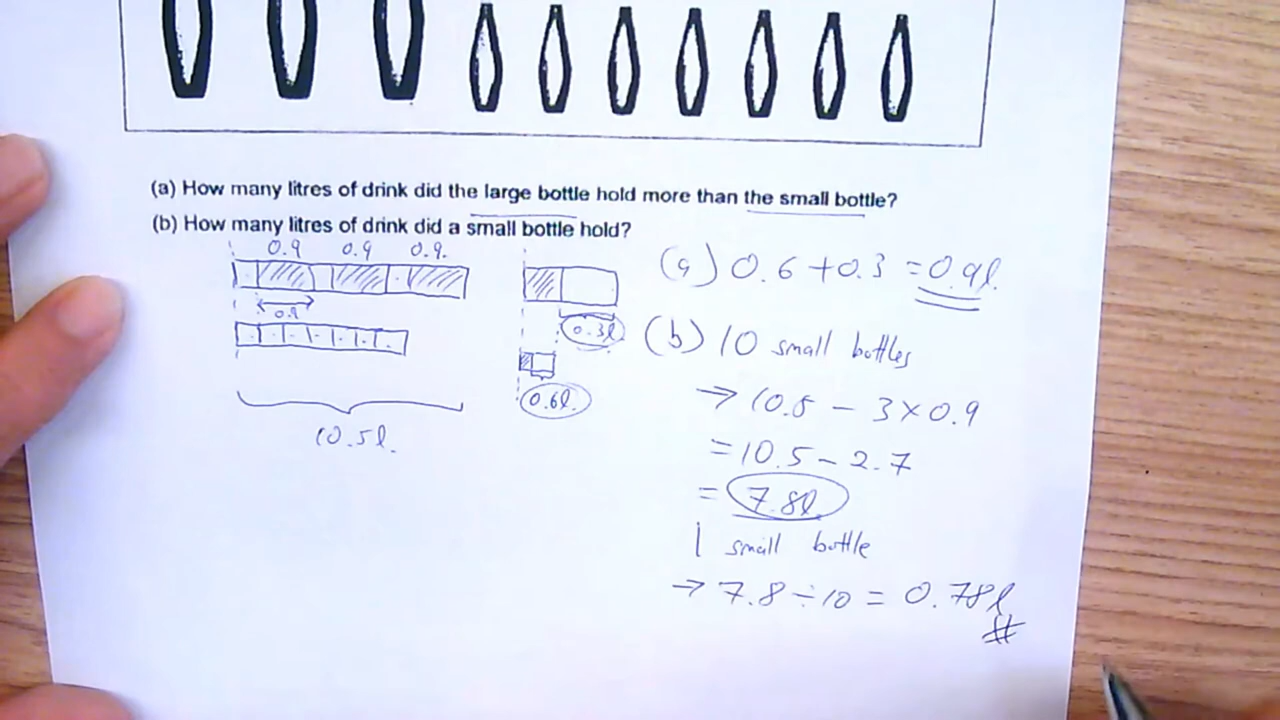 (a) How many litres of drink did the large bottle hold more than the small bottle?
(b) How many litres of drink did a small bottle hold?
0.9 0.9 0.9.
0.9
10.5l.
0.3l
0.6l.
(a) 0.6 + 0.3 = 0.9l.
(b) 10 small bottles
→ 10.5 - 3 × 0.9
= 10.5 - 2.7
= 7.8l
1 small bottle
→ 7.8 ÷ 10 = 0.78l
#